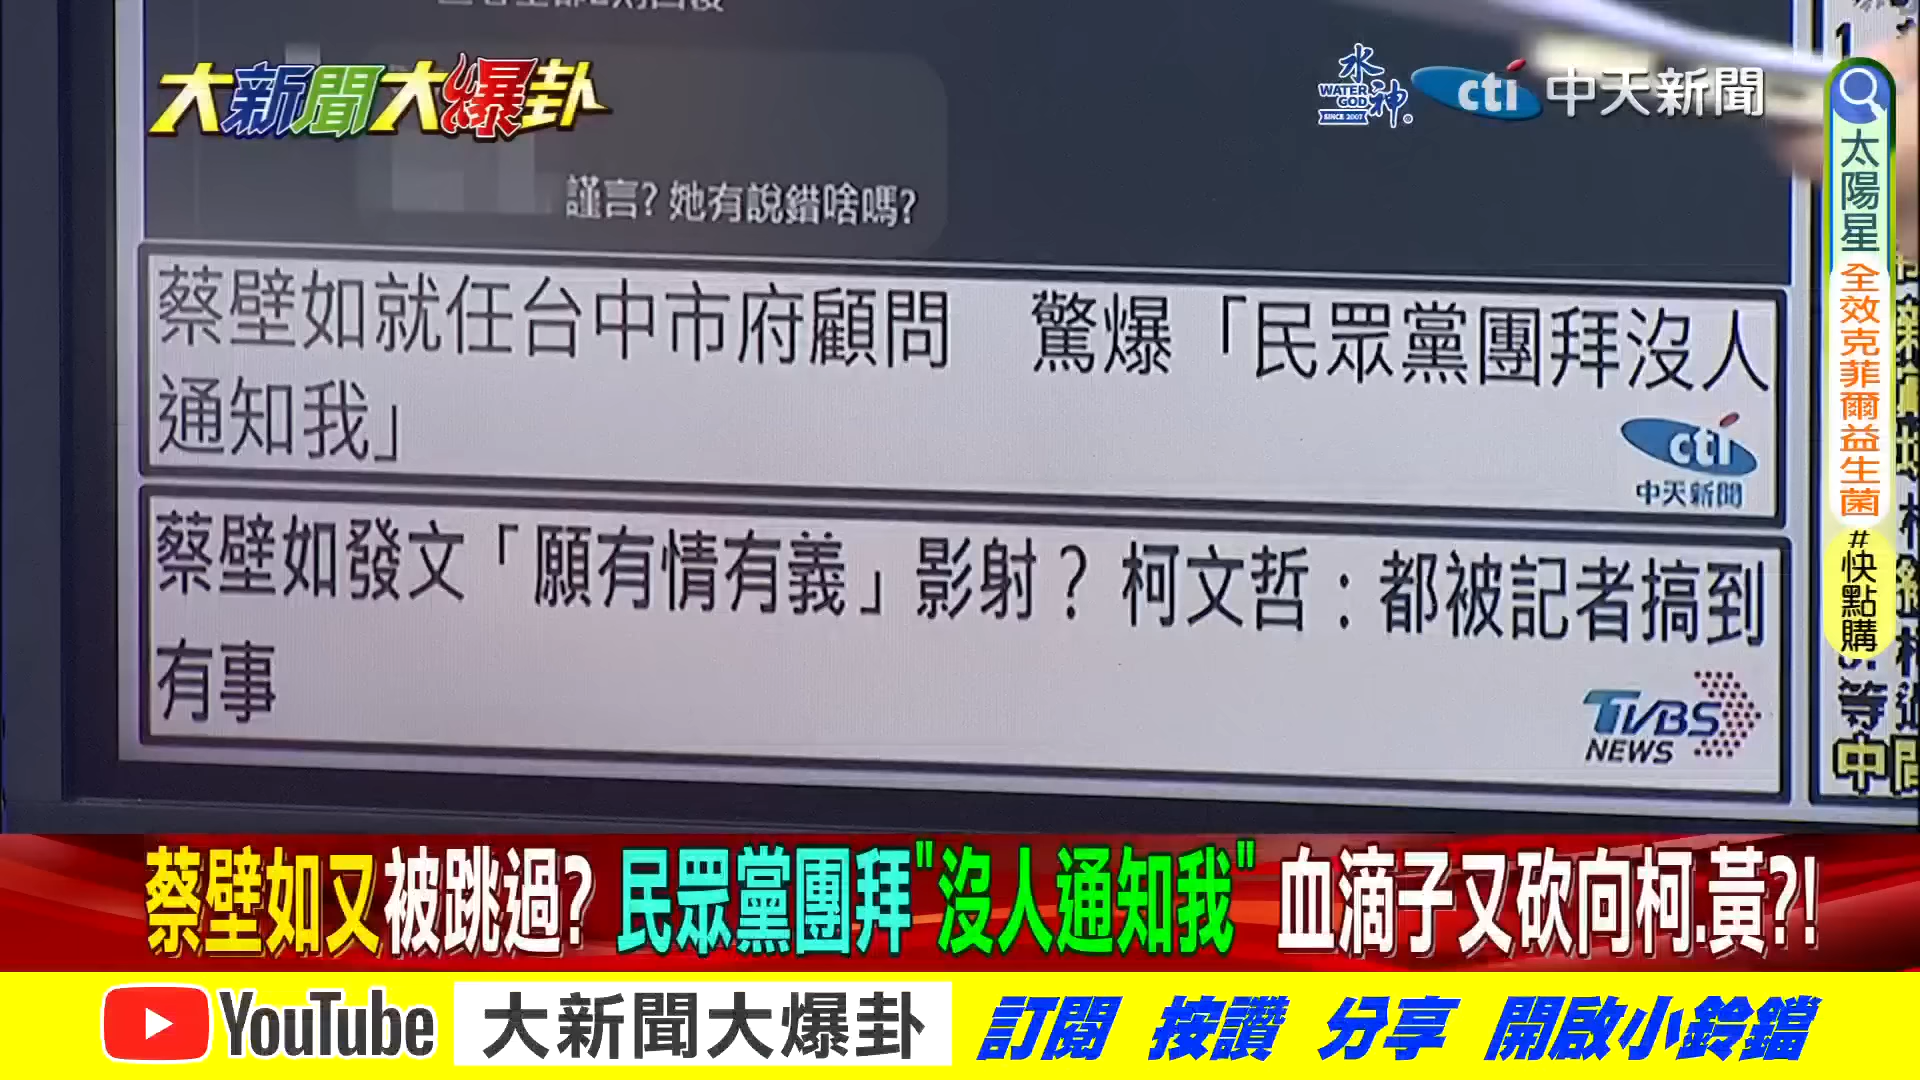 大新聞大爆卦
水神
WATER GOD
SINCE 2007
cti 中天新聞
謹言? 她有說錯啥嗎?
蔡壁如就任台中市府顧問 驚爆「民眾黨團拜沒人
通知我」
cti
中天新聞
蔡壁如發文「願有情有義」影射? 柯文哲:都被記者搞到
有事
TVBS
NEWS
太陽星
全效克菲爾益生菌
#快點購
1
等
中
蔡壁如又被跳過? 民眾黨團拜"沒人通知我" 血滴子又砍向柯.黃?!
YouTube 大新聞大爆卦 訂閱 按讚 分享 開啟小鈴鐺